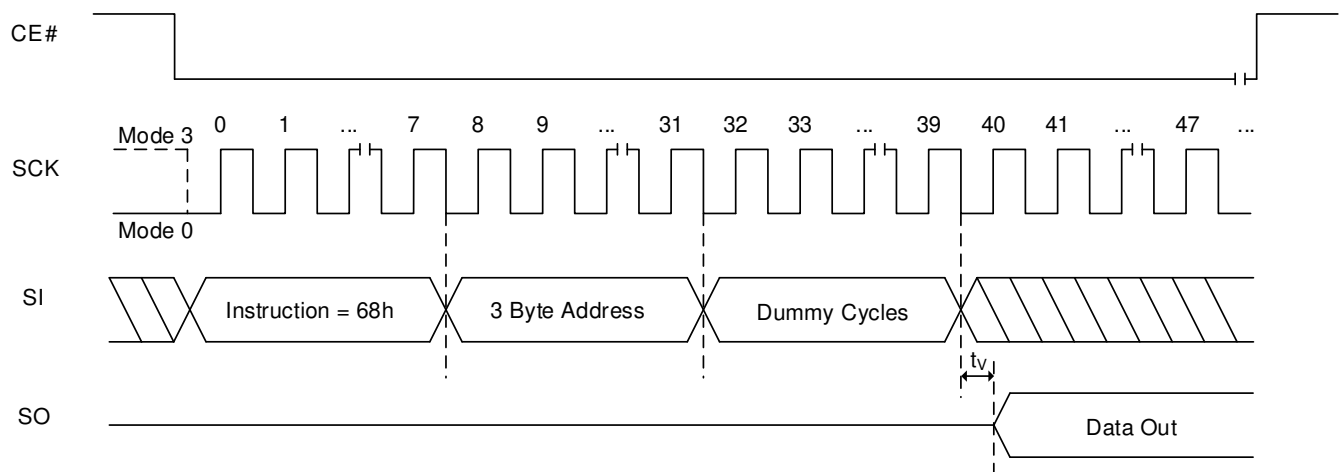 CE#
0 1 ... 7 8 9 ... 31 32 33 ... 39 40 41 ... 47 ...
Mode 3
SCK
Mode 0
SI
Instruction = 68h
3 Byte Address
Dummy Cycles
tV
SO
Data Out